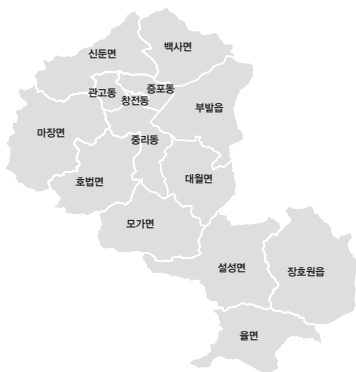 백사면
신둔면
증포동
관고동
창전동
부발읍
마장면
중리동
호법면
대월면
모가면
설성면
장호원읍
율면